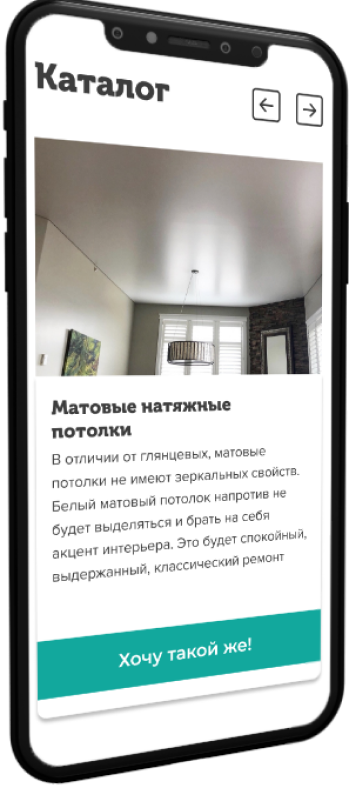 Каталог
Матовые натяжные
потолки
В отличии от глянцевых, матовые
потолки не имеют зеркальных свойств.
Белый матовый потолок напротив не
будет выделяться и брать на себя
акцент интерьера. Это будет спокойный,
выдержанный, классический ремонт
Хочу такой же!